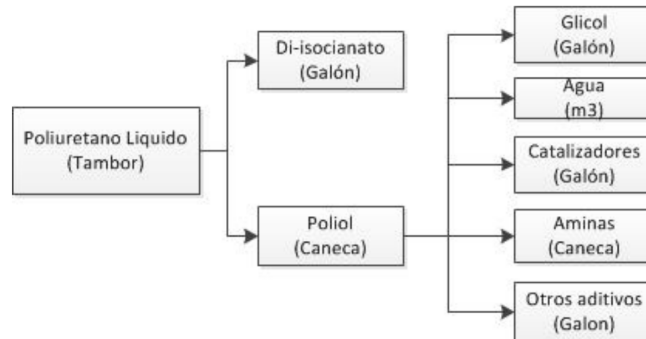 Poliuretano Liquido
(Tambor)
Di-isocianato
(Galón)
Poliol
(Caneca)
Glicol
(Galón)
Agua
(m3)
Catalizadores
(Galón)
Aminas
(Caneca)
Otros aditivos
(Galon)